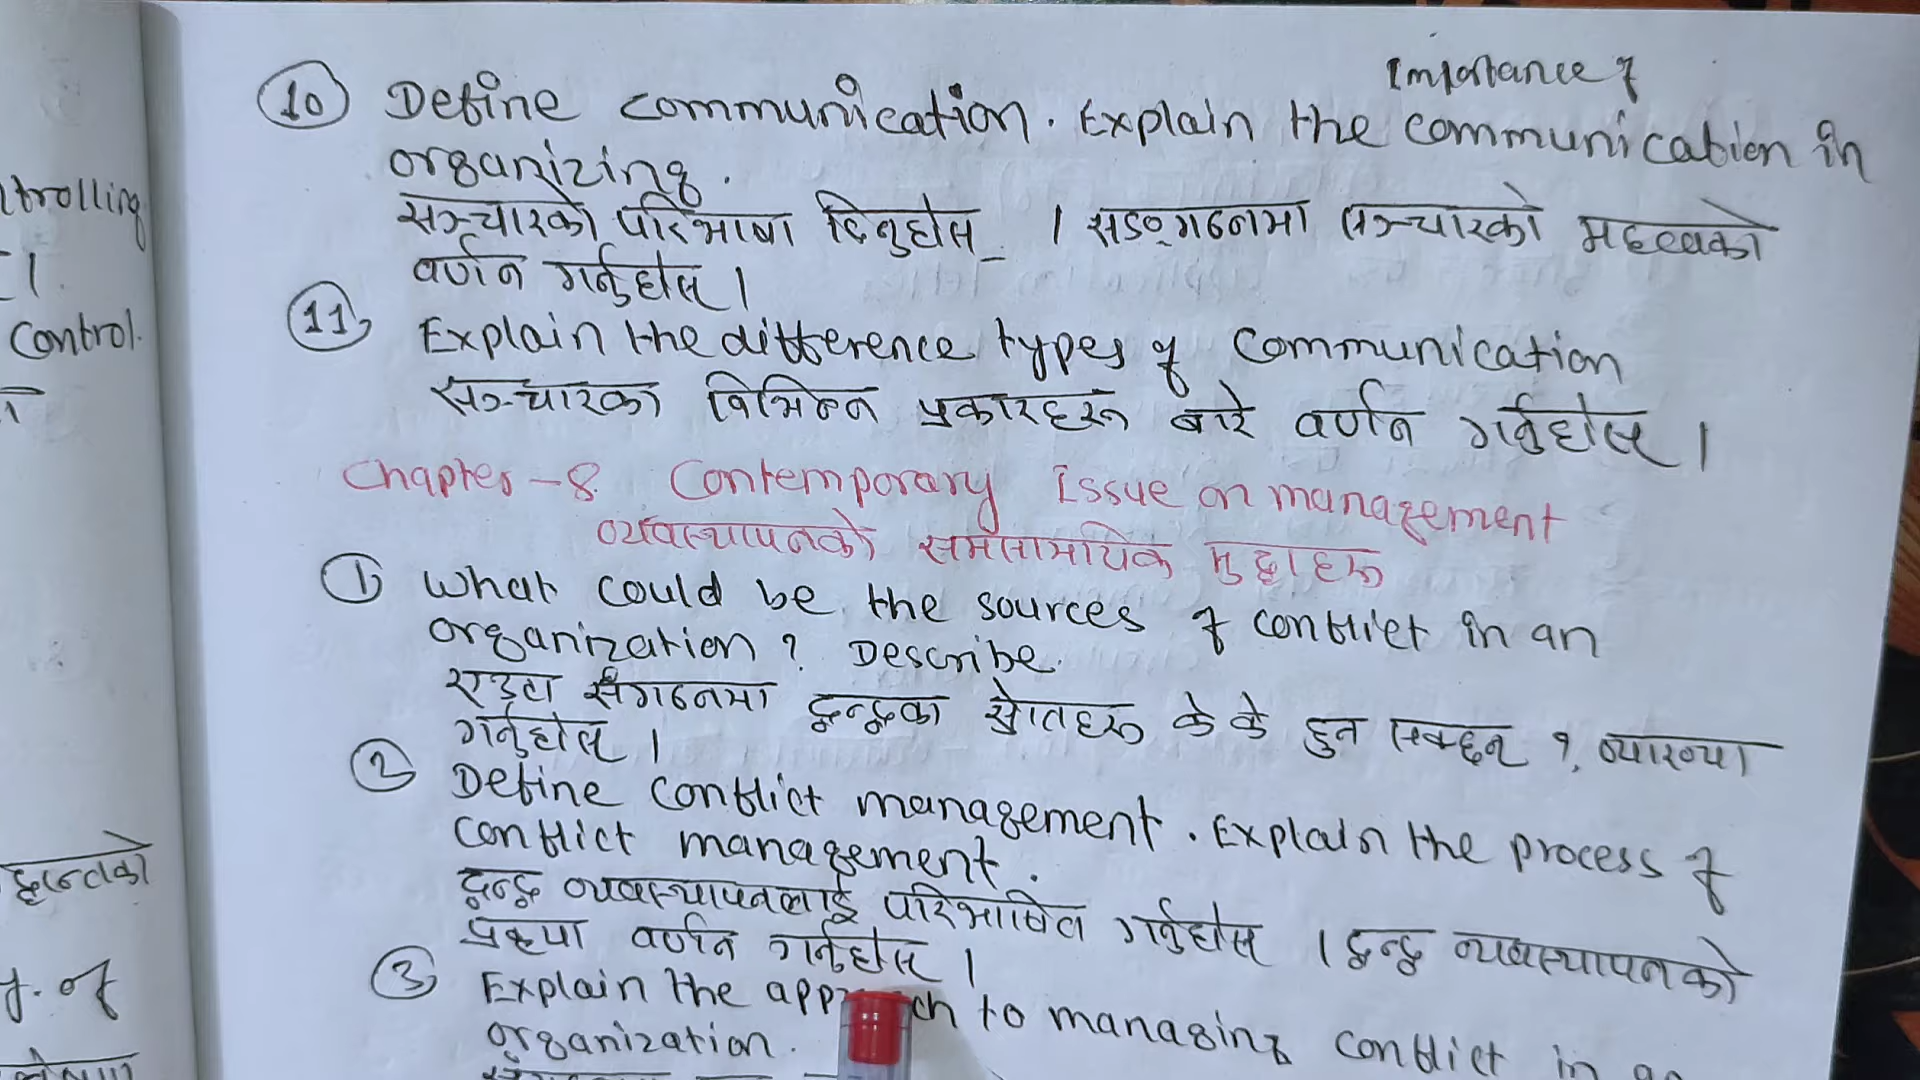 trolling
control.
द्धान्तको
of
Importance of
10 Define communication. Explain the communication in
organizing.
सञ्चारको परिभाषा दिनुहोस । सङ्गठनमा सञ्चारको महत्वको
वर्णन गर्नुहोस ।
11, Explain the difference types of communication
सञ्चारका विभिन्न प्रकारहरू बारे वर्णन गर्नुहोस ।
Chapter-8. Contemporary Issue on management
व्यवस्थापनको समसामयिक मुद्दाहरू
1 What could be the sources of conflict in an
organization? Describe.
एउटा संगठनमा द्वन्द्वका स्रोतहरू के के हुन सक्दछन ? व्याख्या
गर्नुहोस ।
2 Define conflict management. Explain the process of
conflict management.
द्वन्द्व व्यवस्थापनलाई परिभाषित गर्नुहोस । द्वन्द्व व्यवस्थापनको
वर्णन गर्नुहोस ।
3 Explain the app ch to managing conflict in an
organization.